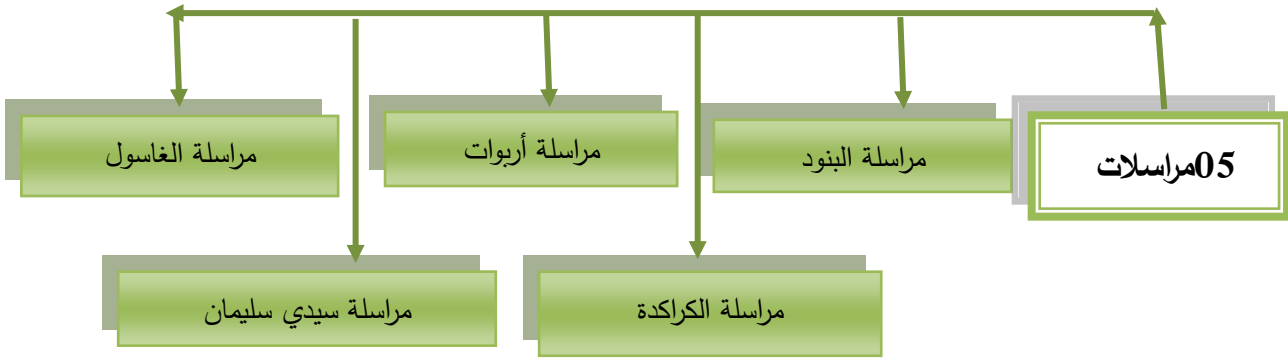 05مراسلات
مراسلة البنود
مراسلة أربوات
مراسلة الغاسول
مراسلة الكراكدة
مراسلة سيدي سليمان